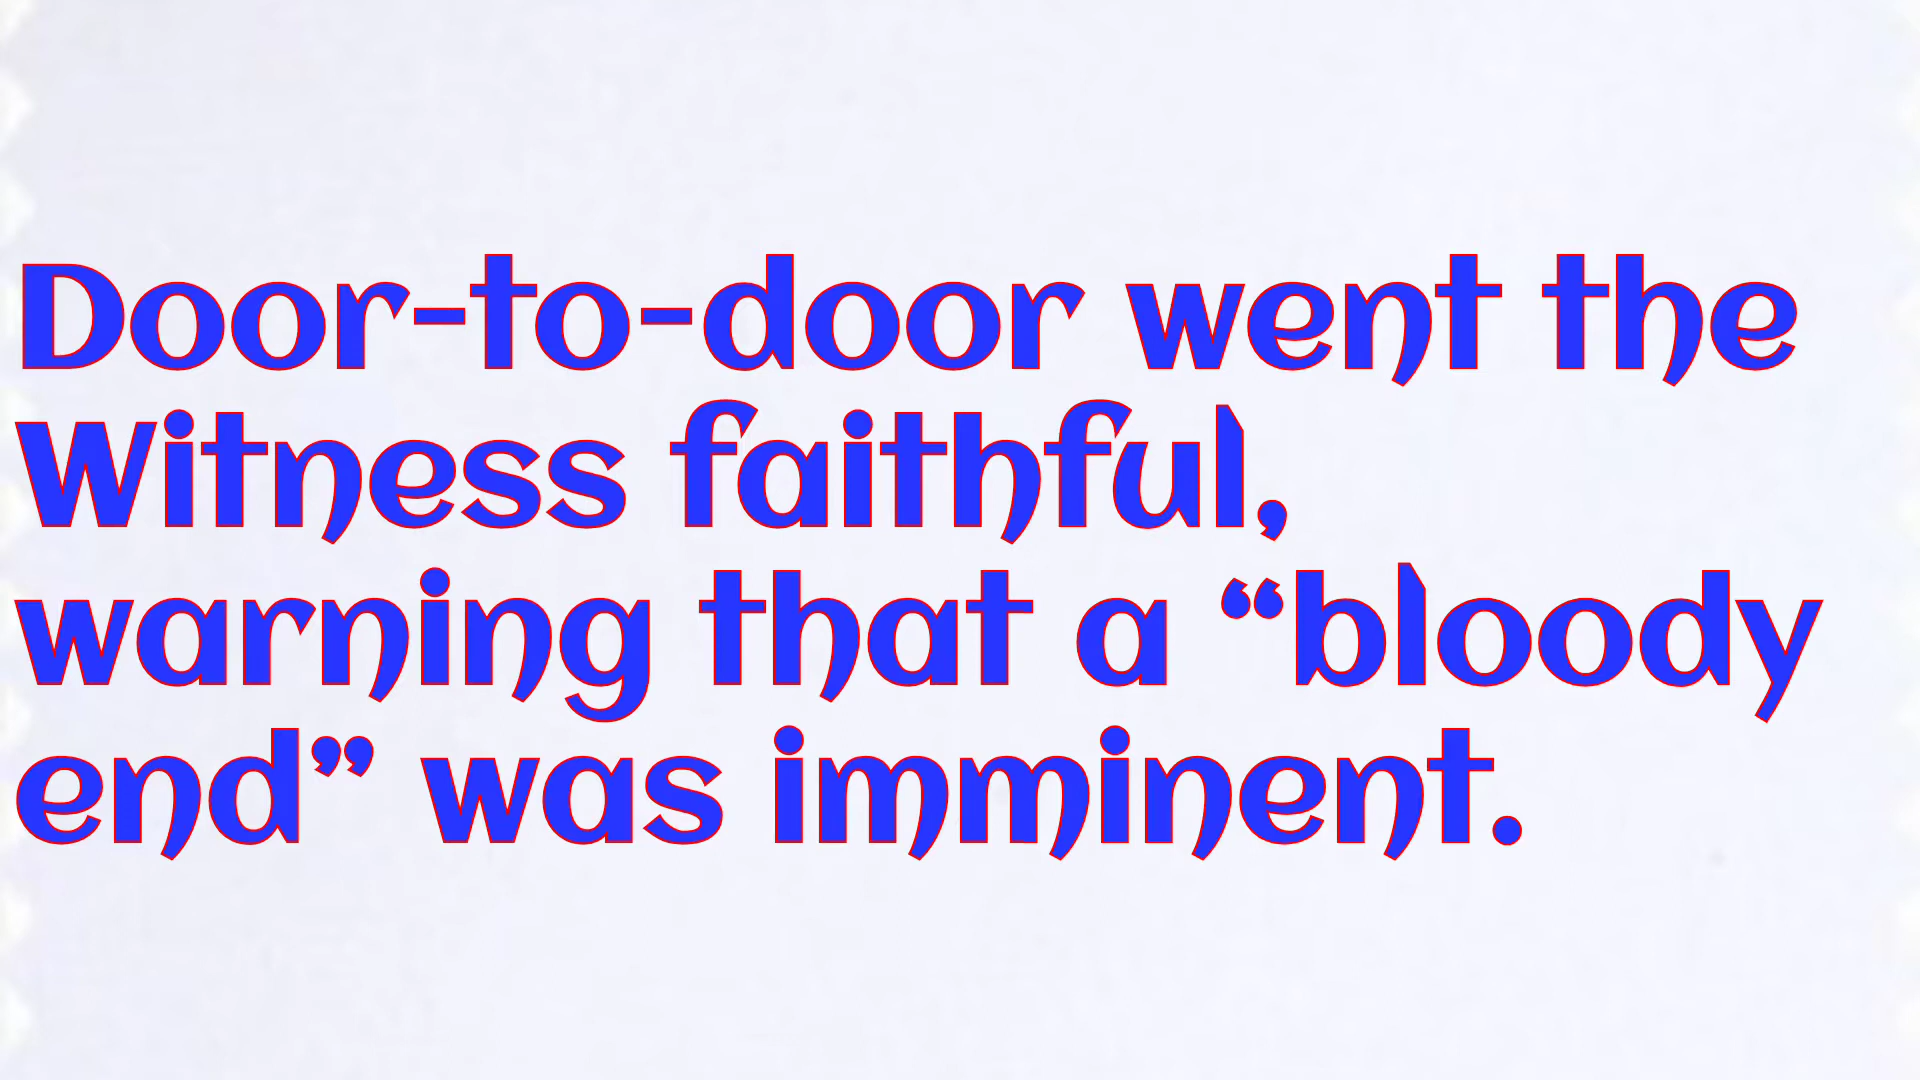 Door-to-door went the
Witness faithful,
warning that a “bloody
end” was imminent.